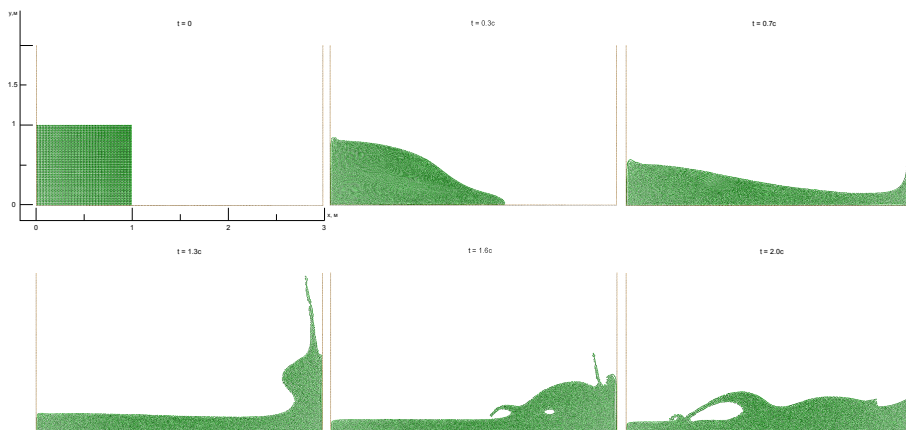 y,м
t = 0
t = 0.3c
t = 0.7c
1.5
1
0
x, м
0
1
2
3
t = 1.3c
t = 1.6c
t = 2.0c